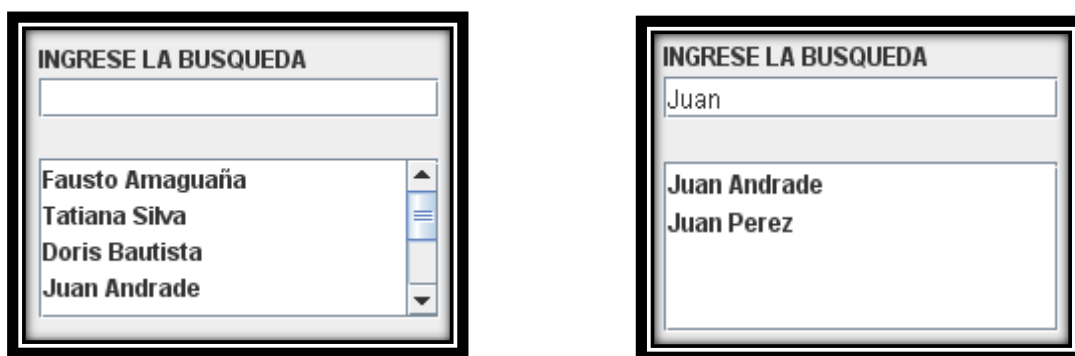 INGRESE LA BUSQUEDA
Fausto Amaguaña
Tatiana Silva
Doris Bautista
Juan Andrade
INGRESE LA BUSQUEDA
Juan
Juan Andrade
Juan Perez